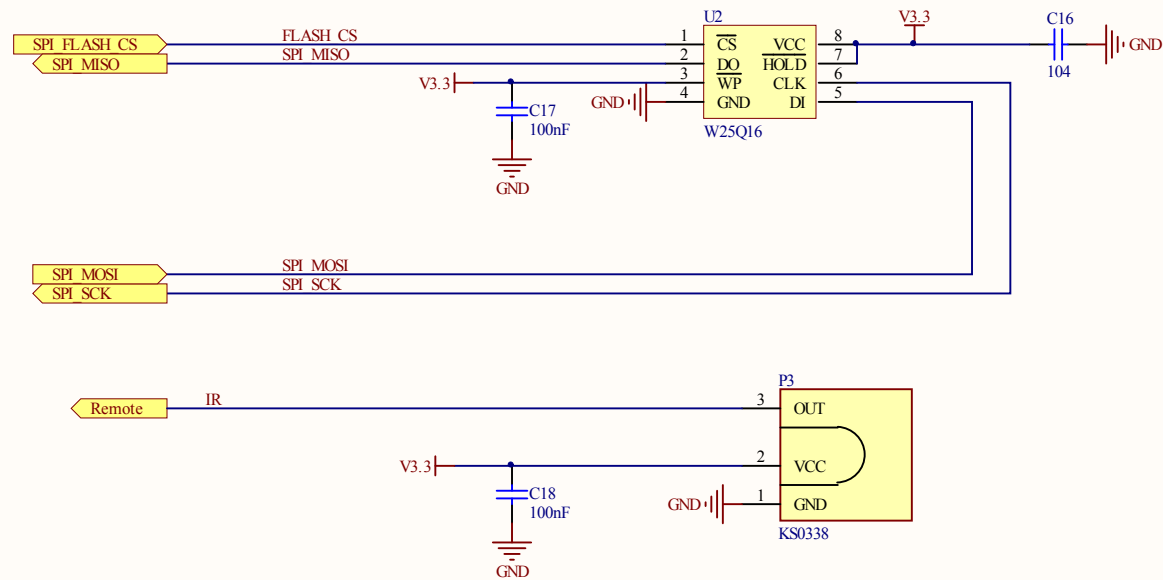 U2
V3.3
C16
SPI_FLASH_CS
FLASH_CS
1
CS
VCC
8
GND
SPI_MISO
SPI_MISO
2
DO
HOLD
7
104
V3.3
3
WP
CLK
6
GND
4
GND
DI
5
C17
100nF
W25Q16
GND
SPI_MOSI
SPI_MOSI
SPI_SCK
SPI_SCK
P3
Remote
IR
3
OUT
V3.3
2
VCC
C18
100nF
GND
1
GND
KS0338
GND